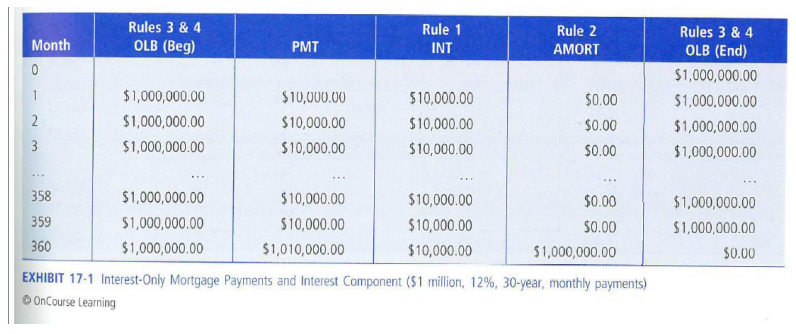 Month Rules 3 & 4 OLB (Beg) PMT Rule 1 INT Rule 2 AMORT Rules 3 & 4 OLB (End)
0 $1,000,000.00
1 $1,000,000.00 $10,000.00 $10,000.00 $0.00 $1,000,000.00
2 $1,000,000.00 $10,000.00 $10,000.00 $0.00 $1,000,000.00
3 $1,000,000.00 $10,000.00 $10,000.00 $0.00 $1,000,000.00
... ... ... ... ... ...
358 $1,000,000.00 $10,000.00 $10,000.00 $0.00 $1,000,000.00
359 $1,000,000.00 $10,000.00 $10,000.00 $0.00 $1,000,000.00
360 $1,000,000.00 $1,010,000.00 $10,000.00 $1,000,000.00 $0.00
EXHIBIT 17-1 Interest-Only Mortgage Payments and Interest Component ($1 million, 12%, 30-year, monthly payments)
© OnCourse Learning